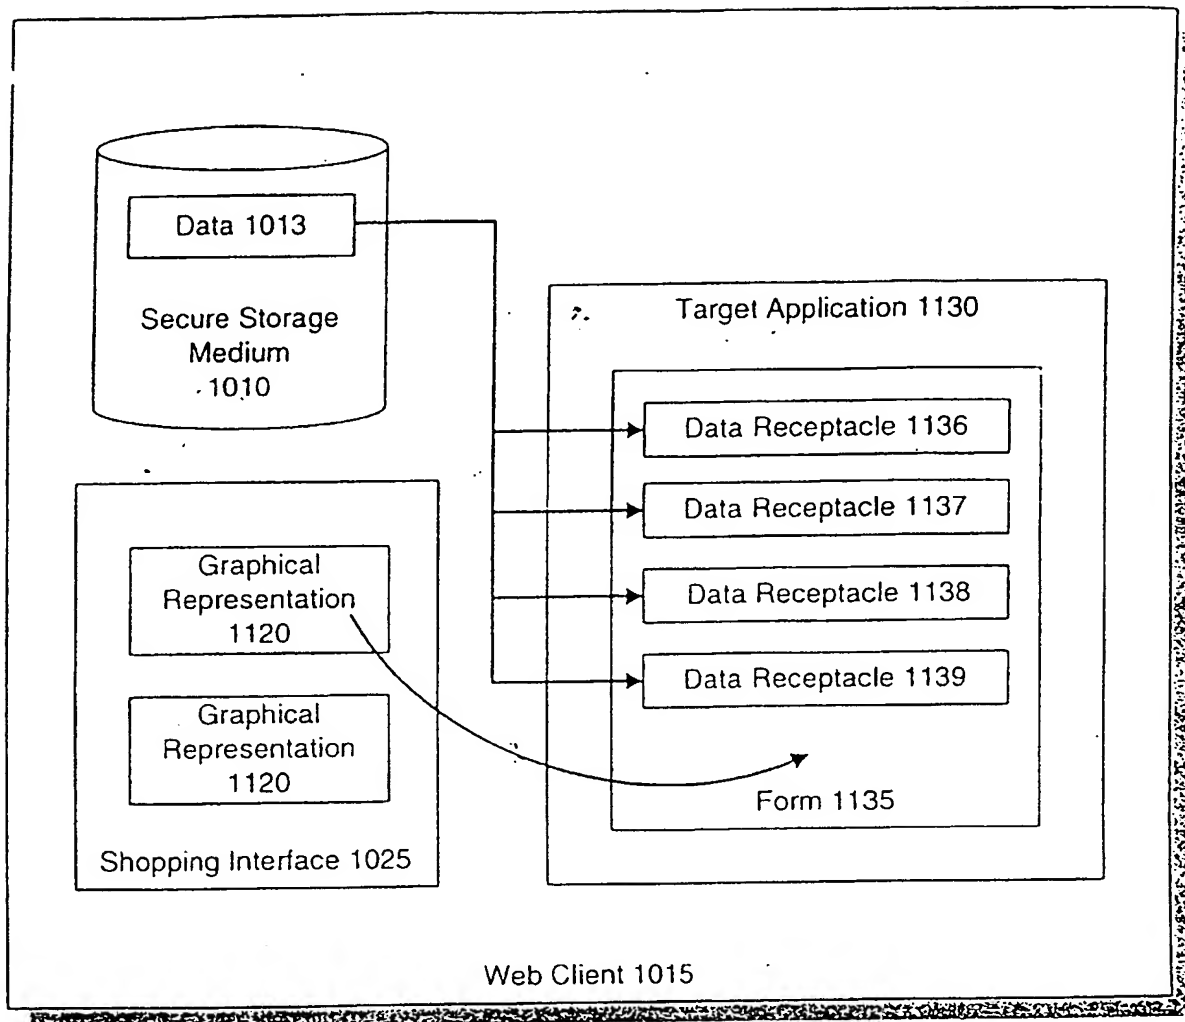 Data 1013
Secure Storage
Medium
1010
Target Application 1130
Data Receptacle 1136
Data Receptacle 1137
Data Receptacle 1138
Data Receptacle 1139
Form 1135
Graphical
Representation
1120
Graphical
Representation
1120
Shopping Interface 1025
Web Client 1015